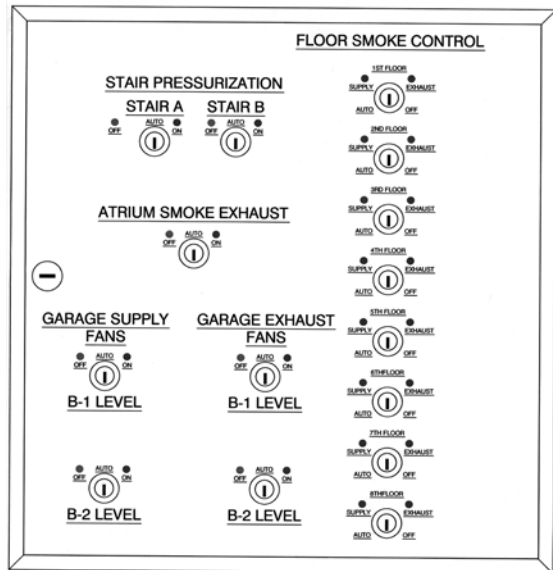 FLOOR SMOKE CONTROL
STAIR PRESSURIZATION
STAIR A STAIR B
OFF AUTO ON OFF AUTO ON
ATRIUM SMOKE EXHAUST
OFF AUTO ON
GARAGE SUPPLY
FANS
OFF AUTO ON
B-1 LEVEL
OFF AUTO ON
B-2 LEVEL
GARAGE EXHAUST
FANS
OFF AUTO ON
B-1 LEVEL
OFF AUTO ON
B-2 LEVEL
1ST FLOOR
SUPPLY EXHAUST
AUTO OFF
2ND FLOOR
SUPPLY EXHAUST
AUTO OFF
3RD FLOOR
SUPPLY EXHAUST
AUTO OFF
4TH FLOOR
SUPPLY EXHAUST
AUTO OFF
5TH FLOOR
SUPPLY EXHAUST
AUTO OFF
6THFLOOR
SUPPLY EXHAUST
AUTO OFF
7TH FLOOR
SUPPLY EXHAUST
AUTO OFF
8THFLOOR
SUPPLY EXHAUST
AUTO OFF